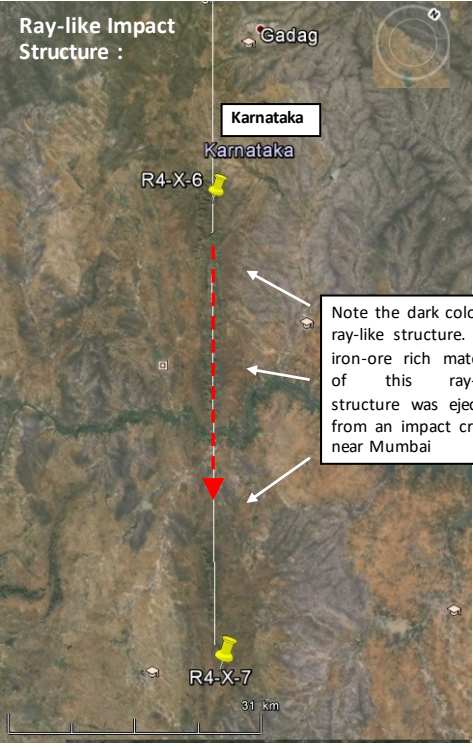 Ray-like Impact
Structure :
N
Gadag
Karnataka
Karnataka
R4-X-6
Note the dark colo
ray-like structure.
iron-ore rich mate
of this ray-
structure was ejec
from an impact cr
near Mumbai
R4-X-7
31 km